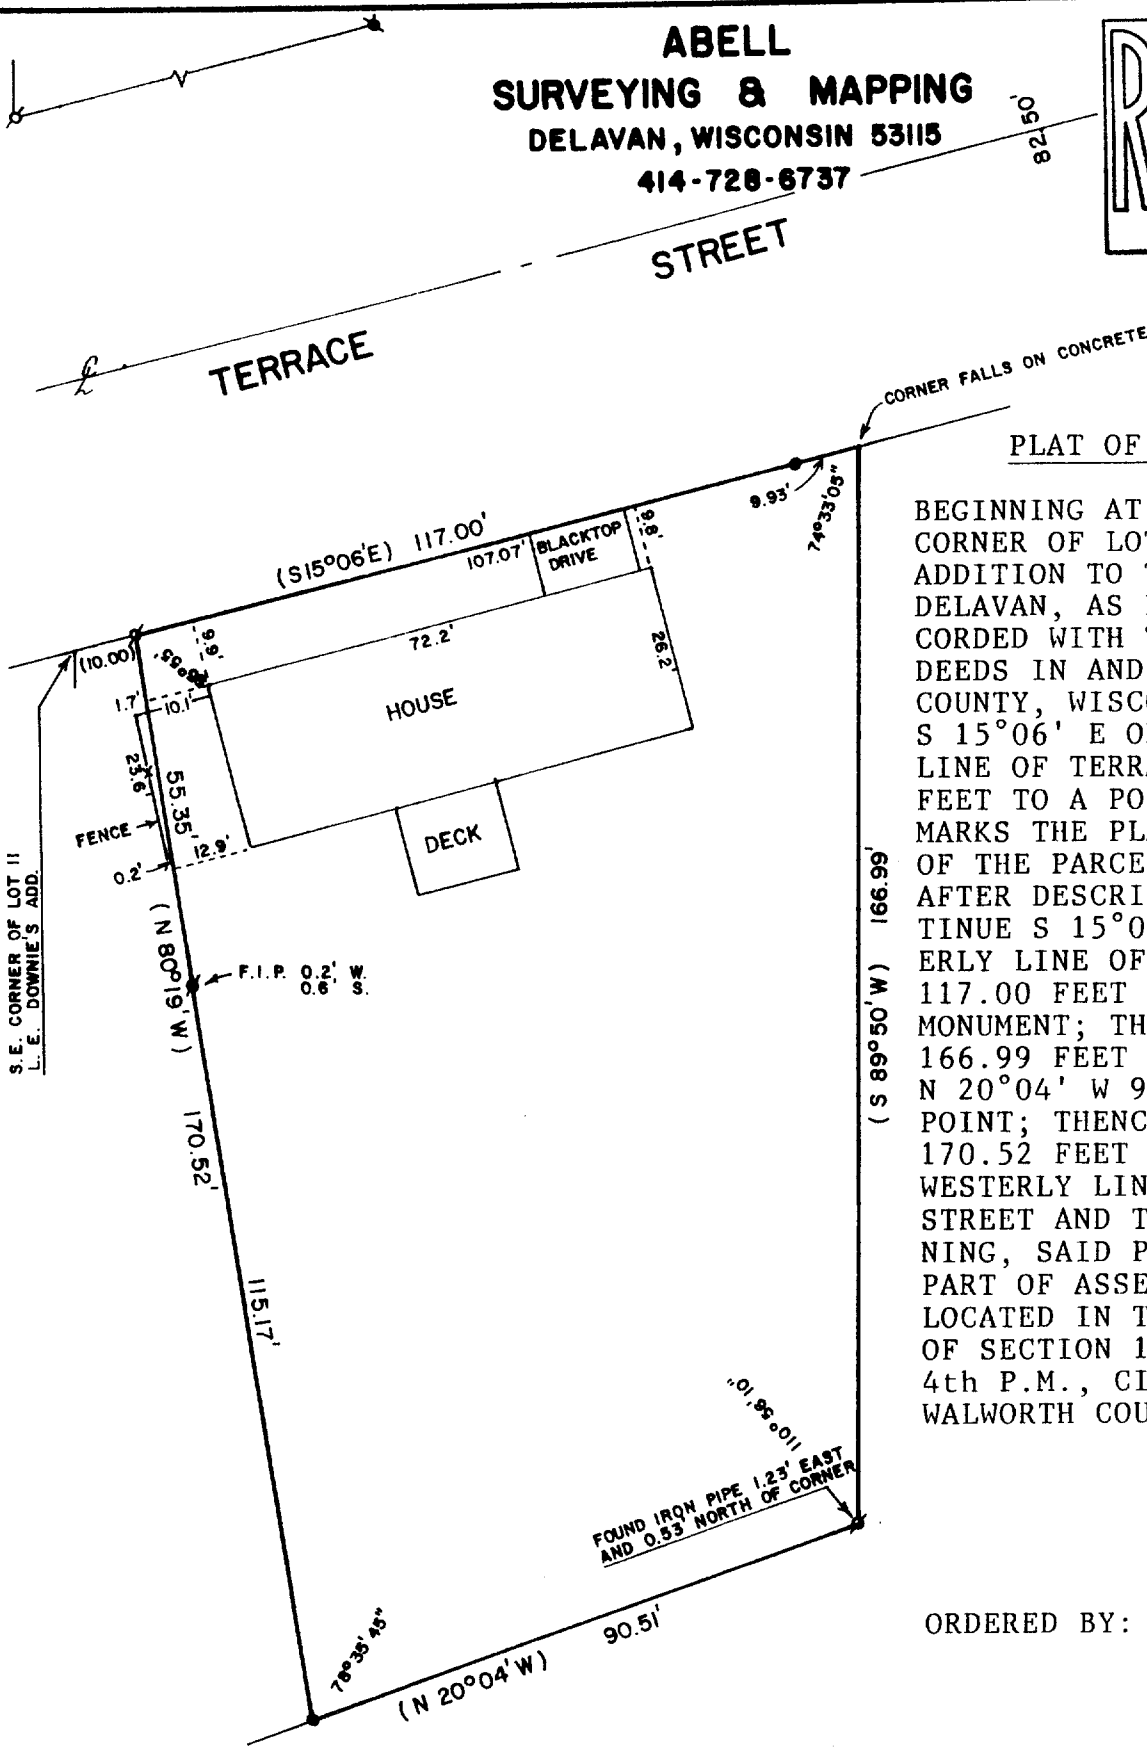 ABELL
SURVEYING & MAPPING
DELAVAN, WISCONSIN 53115
414-728-6737
82.50'
R
STREET
TERRACE
CORNER FALLS ON CONCRETE
9.93'
74°33'05"
(S15°06'E) 117.00'
107.07'
BLACKTOP
DRIVE
9.8'
(10.00)
9.9'
72.2'
26.2'
1.7'
10.1'
HOUSE
23.6'
55.35'
FENCE
12.9'
0.2'
DECK
S.E. CORNER OF LOT 11
L. E. DOWNIE'S ADD.
(N 80°19'W)
F.I.P. 0.2' W.
0.6' S.
170.52'
115.17'
(S 89°50'W) 166.99'
110°58'10"
FOUND IRON PIPE 1.23' EAST
AND 0.53' NORTH OF CORNER
78°35'45"
(N 20°04'W)
90.51'
PLAT OF
BEGINNING AT
CORNER OF LOT
ADDITION TO
DELAVAN, AS
CORDED WITH
DEEDS IN AND
COUNTY, WISC
S 15°06' E O
LINE OF TERRA
FEET TO A PO
MARKS THE PLA
OF THE PARCE
AFTER DESCRI
TINUE S 15°0
ERLY LINE OF
117.00 FEET
MONUMENT; TH
166.99 FEET
N 20°04' W 9
POINT; THENC
170.52 FEET
WESTERLY LIN
STREET AND T
NING, SAID P
PART OF ASSE
LOCATED IN T
OF SECTION 1
4th P.M., CI
WALWORTH COU
ORDERED BY: